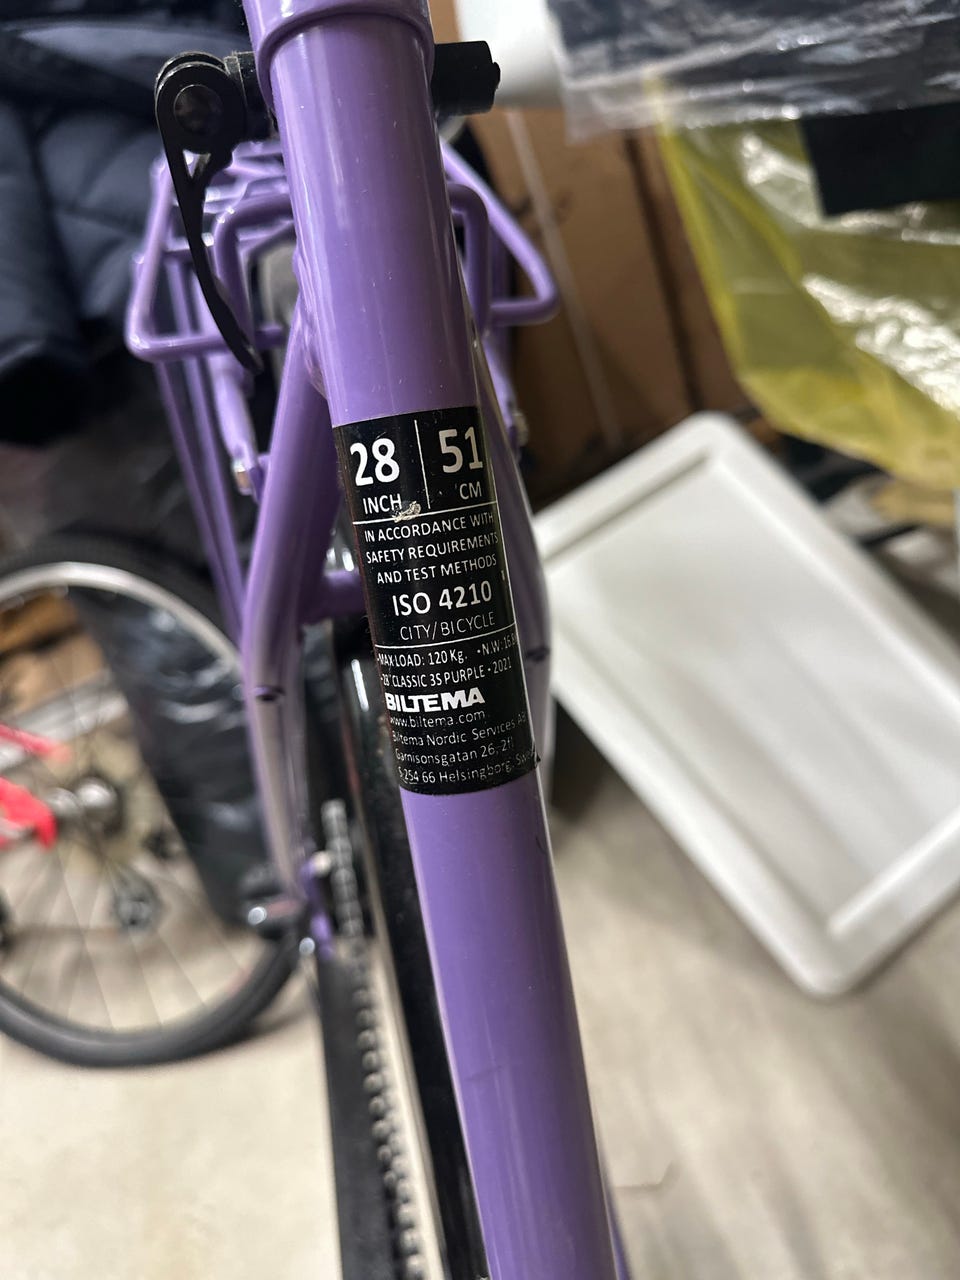 28 51
INCH CM
IN ACCORDANCE WITH
SAFETY REQUIREMENTS
AND TEST METHODS
ISO 4210
CITY/BICYCLE
MAX LOAD: 120 Kg, •N.W: 16
28" CLASSIC 3S PURPLE • 2021
BILTEMA
www.biltema.com
Biltema Nordic Services
Garnisonsgatan 26,
254 66 Helsingborg,